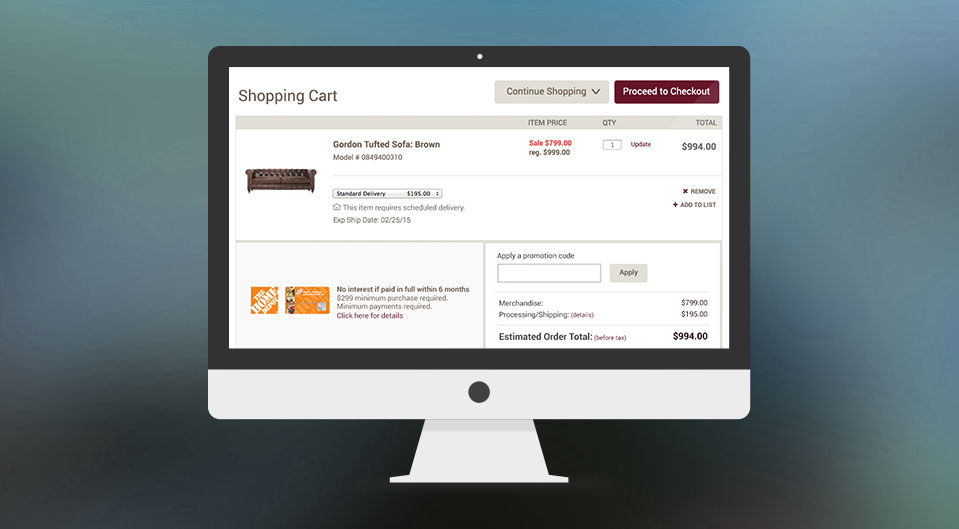 Shopping Cart
Continue Shopping
Proceed to Checkout
ITEM PRICE QTY TOTAL
Gordon Tufted Sofa: Brown
Model # 0849400310
Sale $799.00
reg. $999.00
1 Update
$994.00
Standard Delivery $195.00
This item requires scheduled delivery.
Exp Ship Date: 02/25/15
REMOVE
ADD TO LIST
THE HOME DEPOT
No interest if paid in full within 6 months
$299 minimum purchase required.
Minimum payments required.
Click here for details
Apply a promotion code
Apply
Merchandise: $799.00
Processing/Shipping: (details) $195.00
Estimated Order Total: (before tax) $994.00